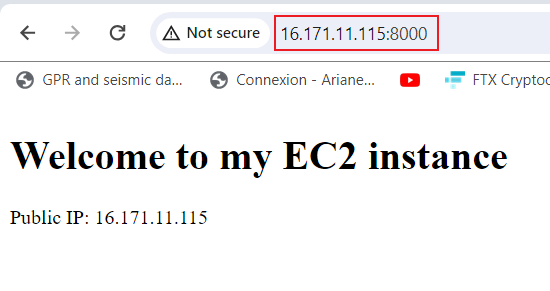 Not secure 16.171.11.115:8000
GPR and seismic da... Connexion - Ariane... FTX Cryptoc
Welcome to my EC2 instance
Public IP: 16.171.11.115